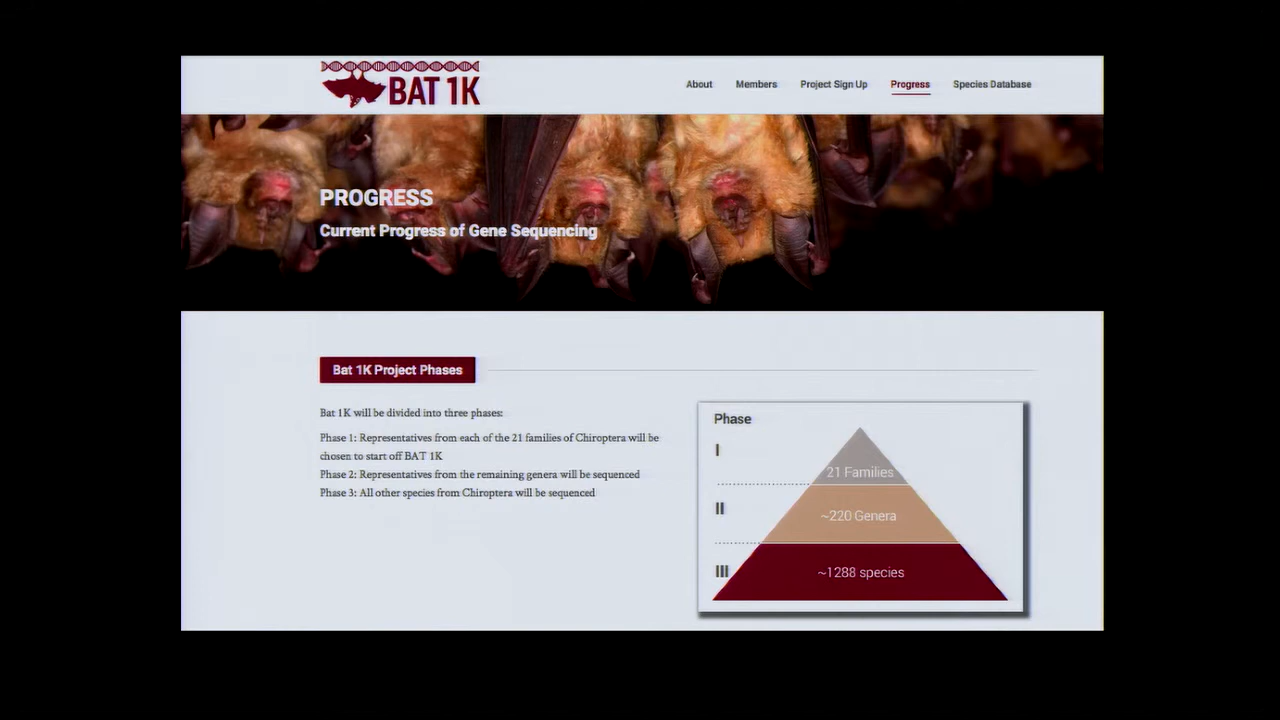 BAT 1K
About Members Project Sign Up Progress Species Database
PROGRESS
Current Progress of Gene Sequencing
Bat 1K Project Phases
Bat 1K will be divided into three phases:
Phase 1: Representatives from each of the 21 families of Chiroptera will be
chosen to start off BAT 1K
Phase 2: Representatives from the remaining genera will be sequenced
Phase 3: All other species from Chiroptera will be sequenced
Phase
I
21 Families
II
~220 Genera
III
~1288 species